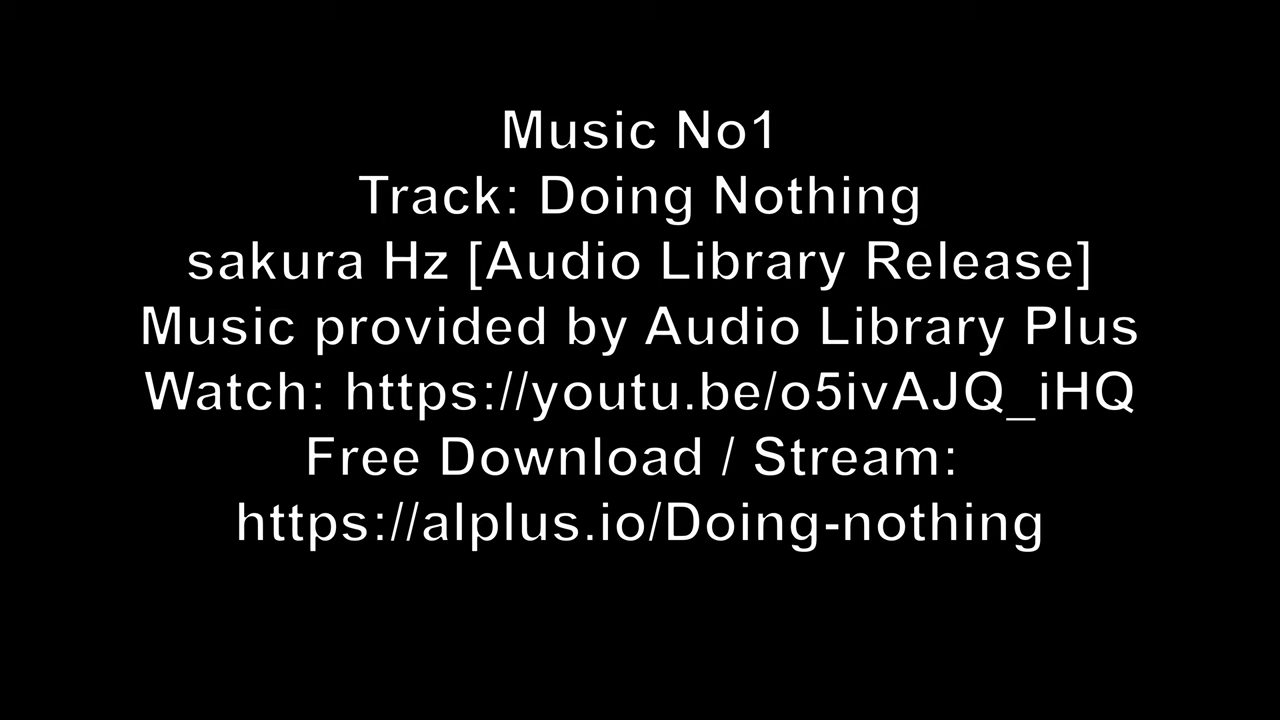 Music No1
Track: Doing Nothing
sakura Hz [Audio Library Release]
Music provided by Audio Library Plus
Watch: https://youtu.be/o5ivAJQ_iHQ
Free Download / Stream:
https://alplus.io/Doing-nothing